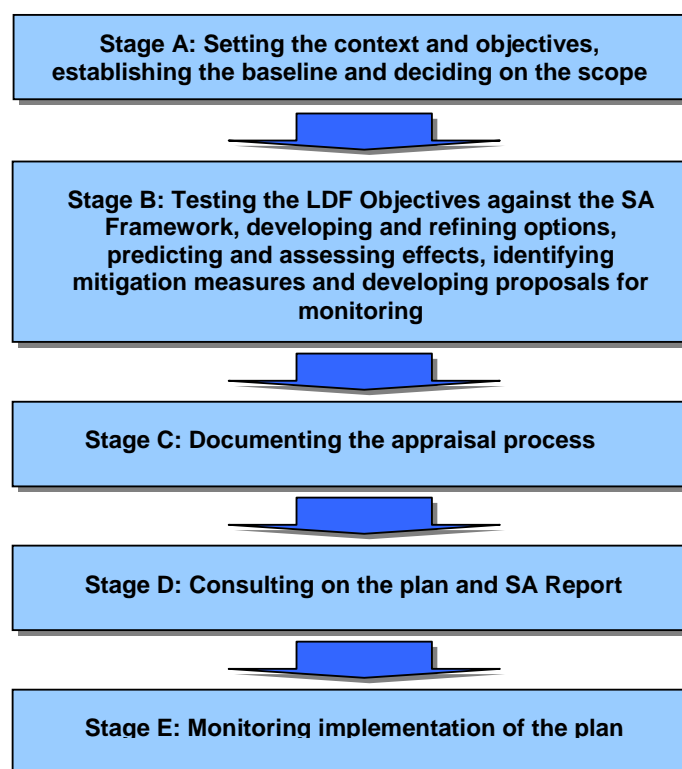 Stage A: Setting the context and objectives,
establishing the baseline and deciding on the scope
Stage B: Testing the LDF Objectives against the SA
Framework, developing and refining options,
predicting and assessing effects, identifying
mitigation measures and developing proposals for
monitoring
Stage C: Documenting the appraisal process
Stage D: Consulting on the plan and SA Report
Stage E: Monitoring implementation of the plan